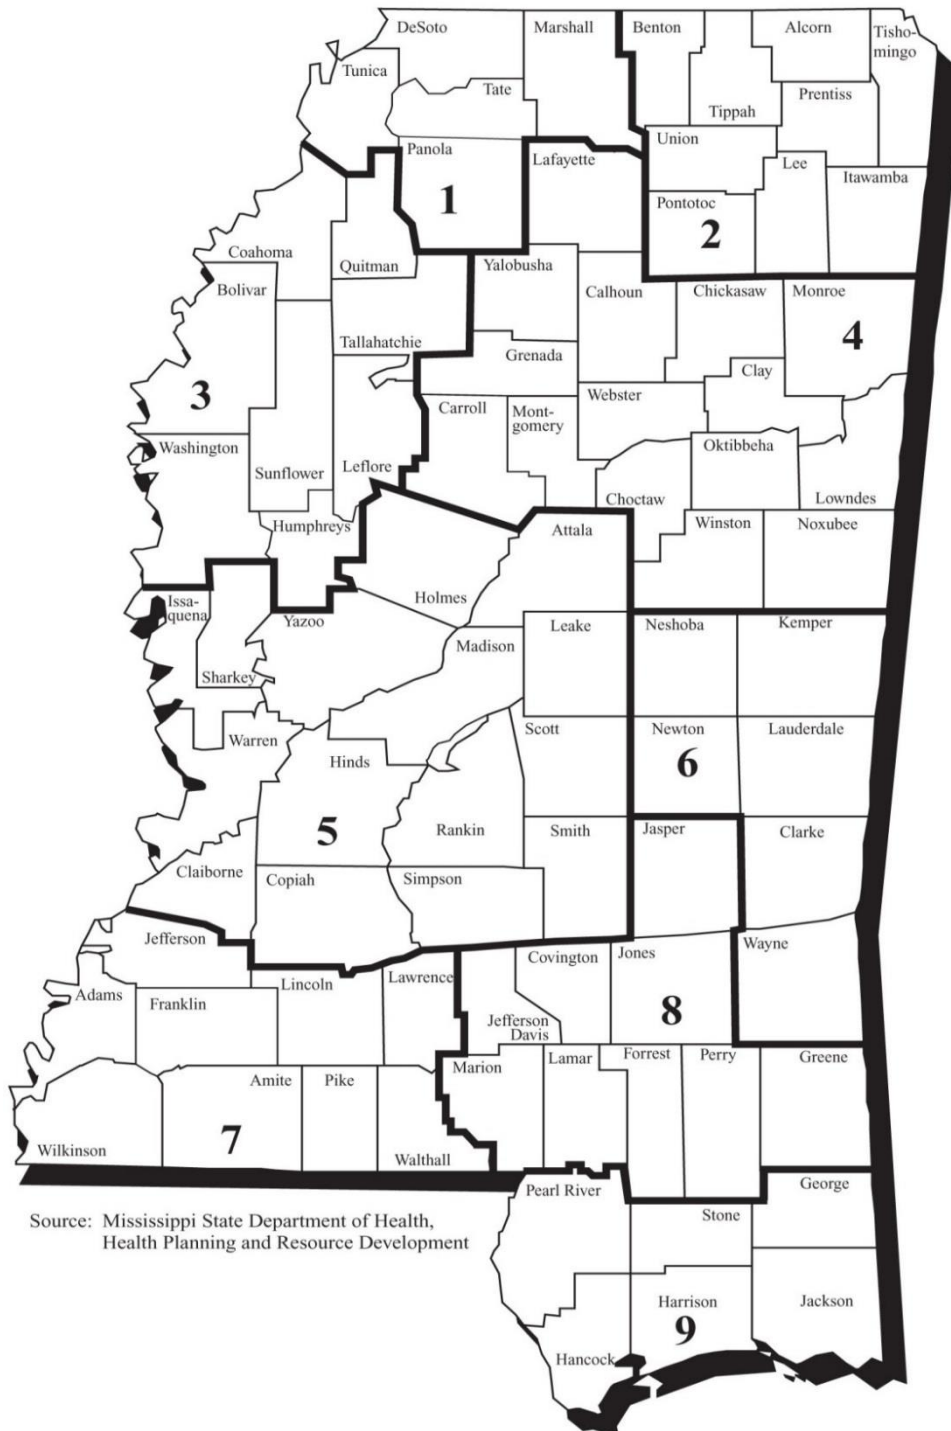 DeSoto
Marshall
Benton
Alcorn
Tisho-
mingo
Tunica
Tate
Prentiss
Tippah
Panola
Lafayette
Union
Lee
Itawamba
1
Pontotoc
2
Coahoma
Quitman
Yalobusha
Bolivar
Calhoun
Chickasaw
Monroe
Tallahatchie
4
Grenada
Clay
3
Webster
Carroll
Mont-
gomery
Washington
Oktibbeha
Sunflower
Leflore
Choctaw
Lowndes
Humphreys
Attala
Winston
Noxubee
Issa-
quena
Holmes
Yazoo
Leake
Neshoba
Kemper
Madison
Sharkey
Scott
Newton
Lauderdale
Warren
Hinds
6
5
Rankin
Smith
Jasper
Clarke
Claiborne
Copiah
Simpson
Jefferson
Covington
Jones
Wayne
Lincoln
Lawrence
Adams
Franklin
Jefferson
Davis
8
Marion
Lamar
Forrest
Perry
Greene
Amite
Pike
7
Wilkinson
Walthall
Pearl River
George
Source: Mississippi State Department of Health,
Health Planning and Resource Development
Stone
Harrison
Jackson
9
Hancock